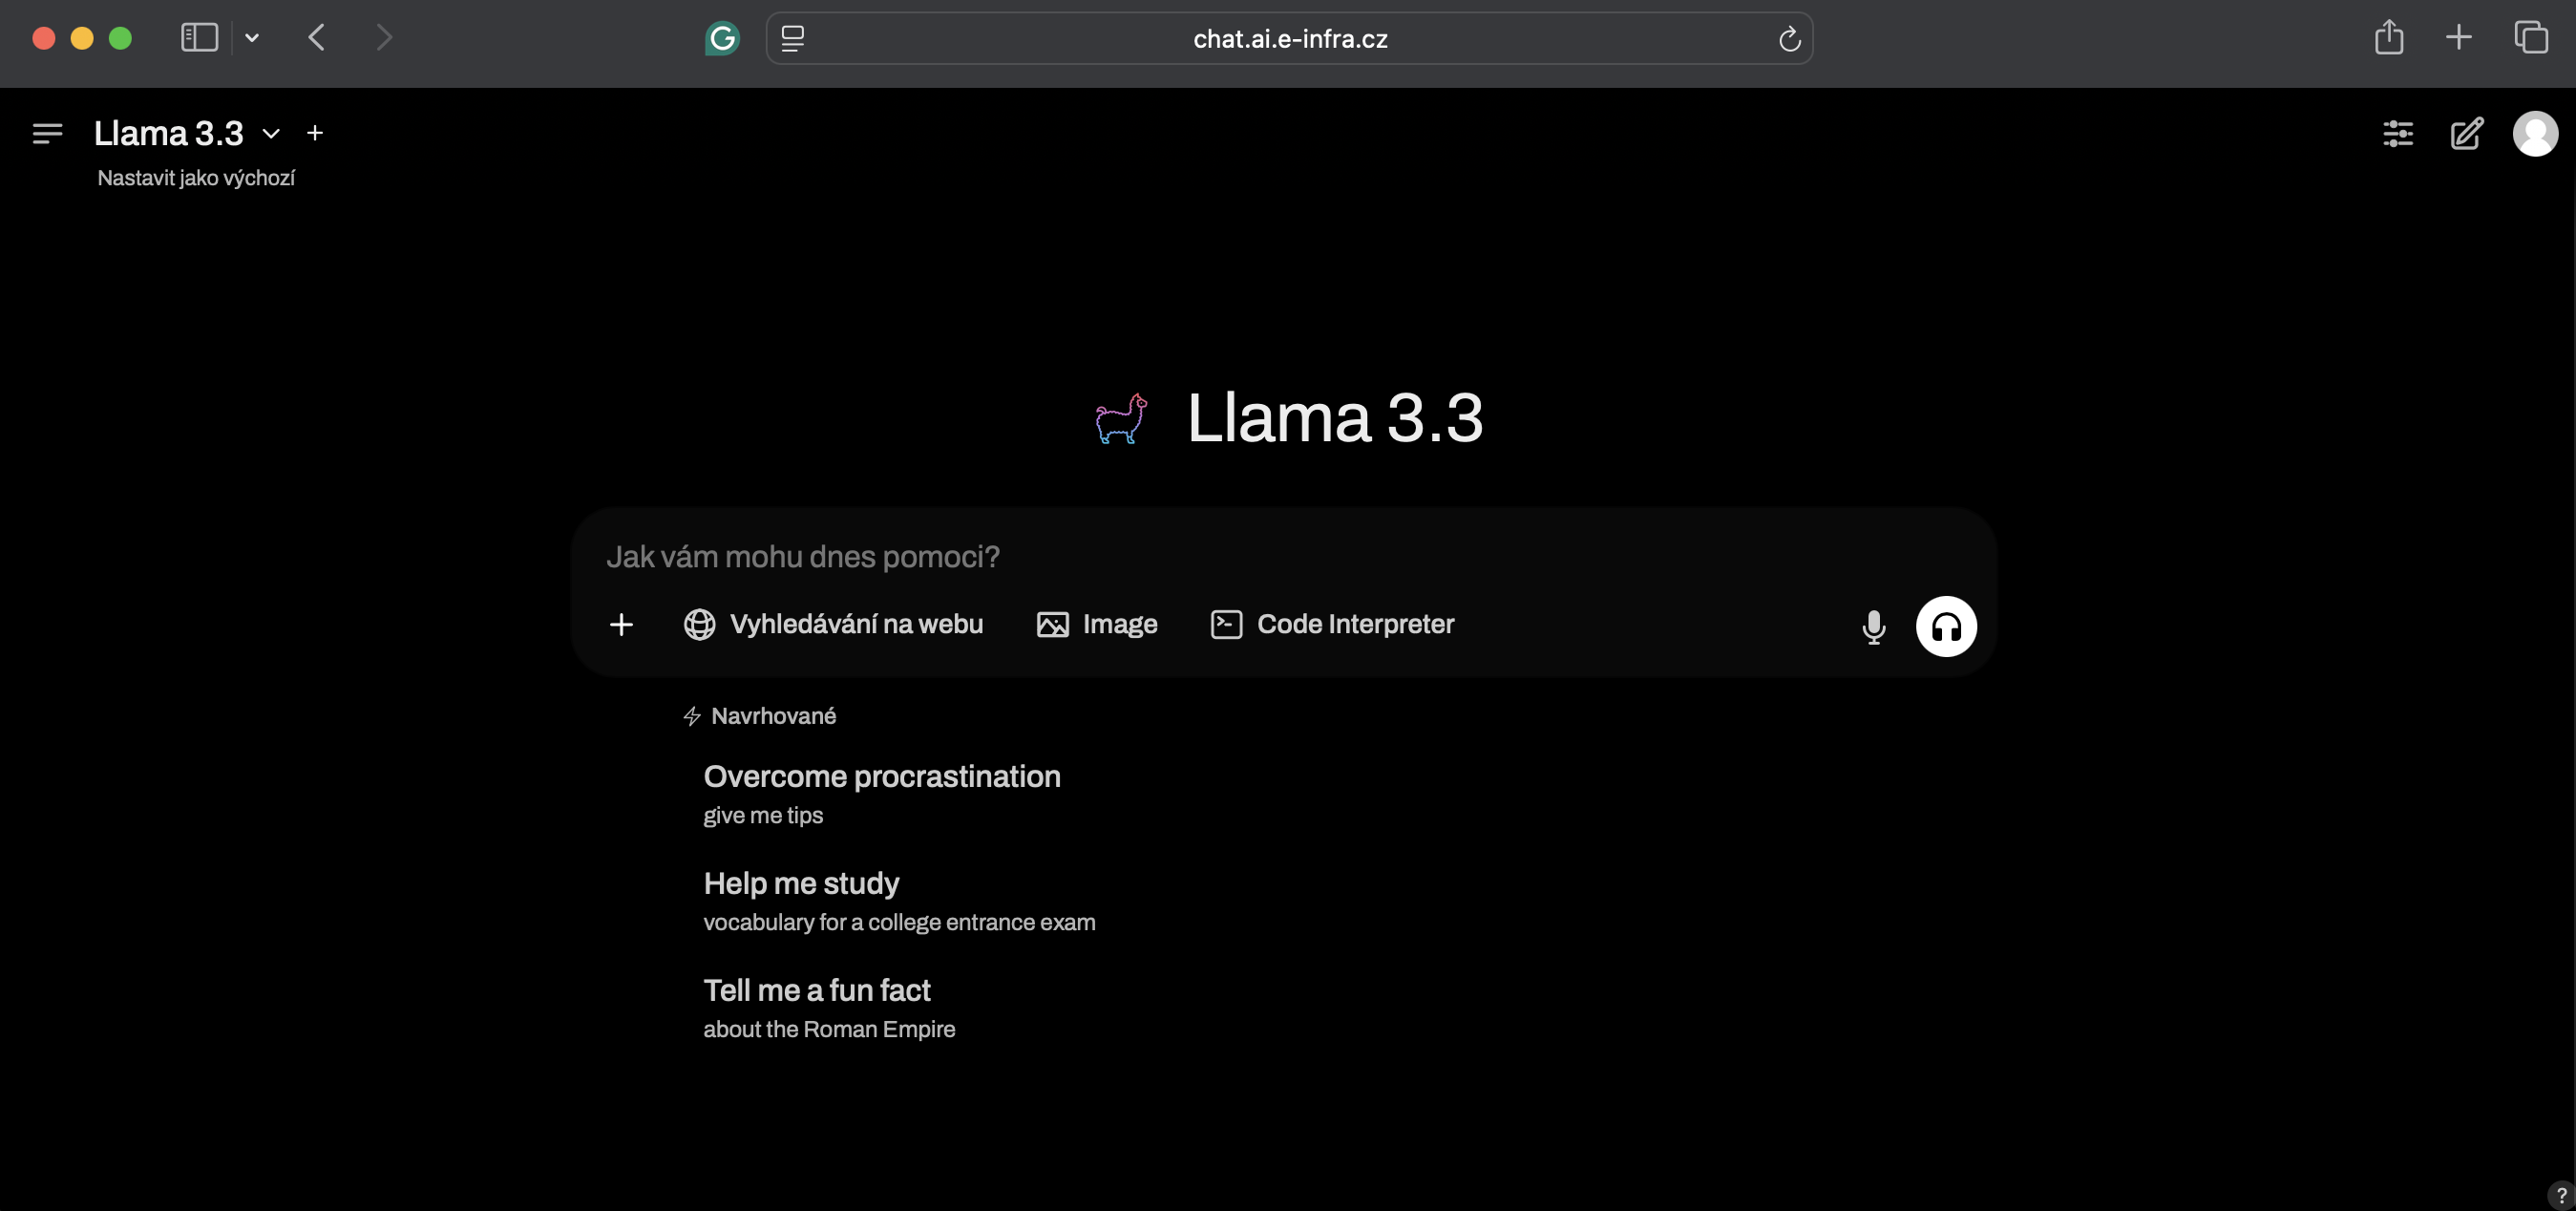 chat.ai.e-infra.cz
Llama 3.3
Nastavit jako výchozí
Llama 3.3
Jak vám mohu dnes pomoci?
Vyhledávání na webu Image Code Interpreter
Navrhované
Overcome procrastination
give me tips
Help me study
vocabulary for a college entrance exam
Tell me a fun fact
about the Roman Empire
?